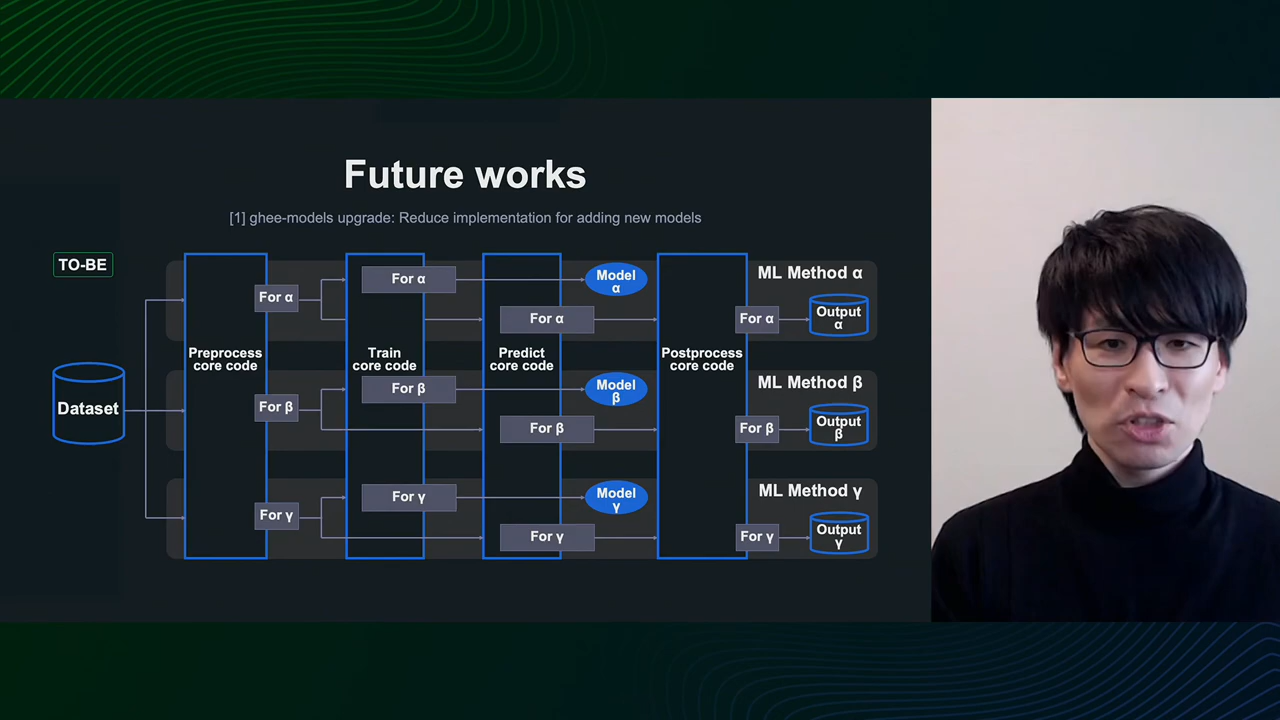 Future works
[1] ghee-models upgrade: Reduce implementation for adding new models
TO-BE
Dataset
Preprocess
core code
Train
core code
Predict
core code
Postprocess
core code
For α
For α
For α
Model
α
For α
ML Method α
Output
α
For β
For β
For β
Model
β
For β
ML Method β
Output
β
For γ
For γ
For γ
Model
γ
For γ
ML Method γ
Output
γ